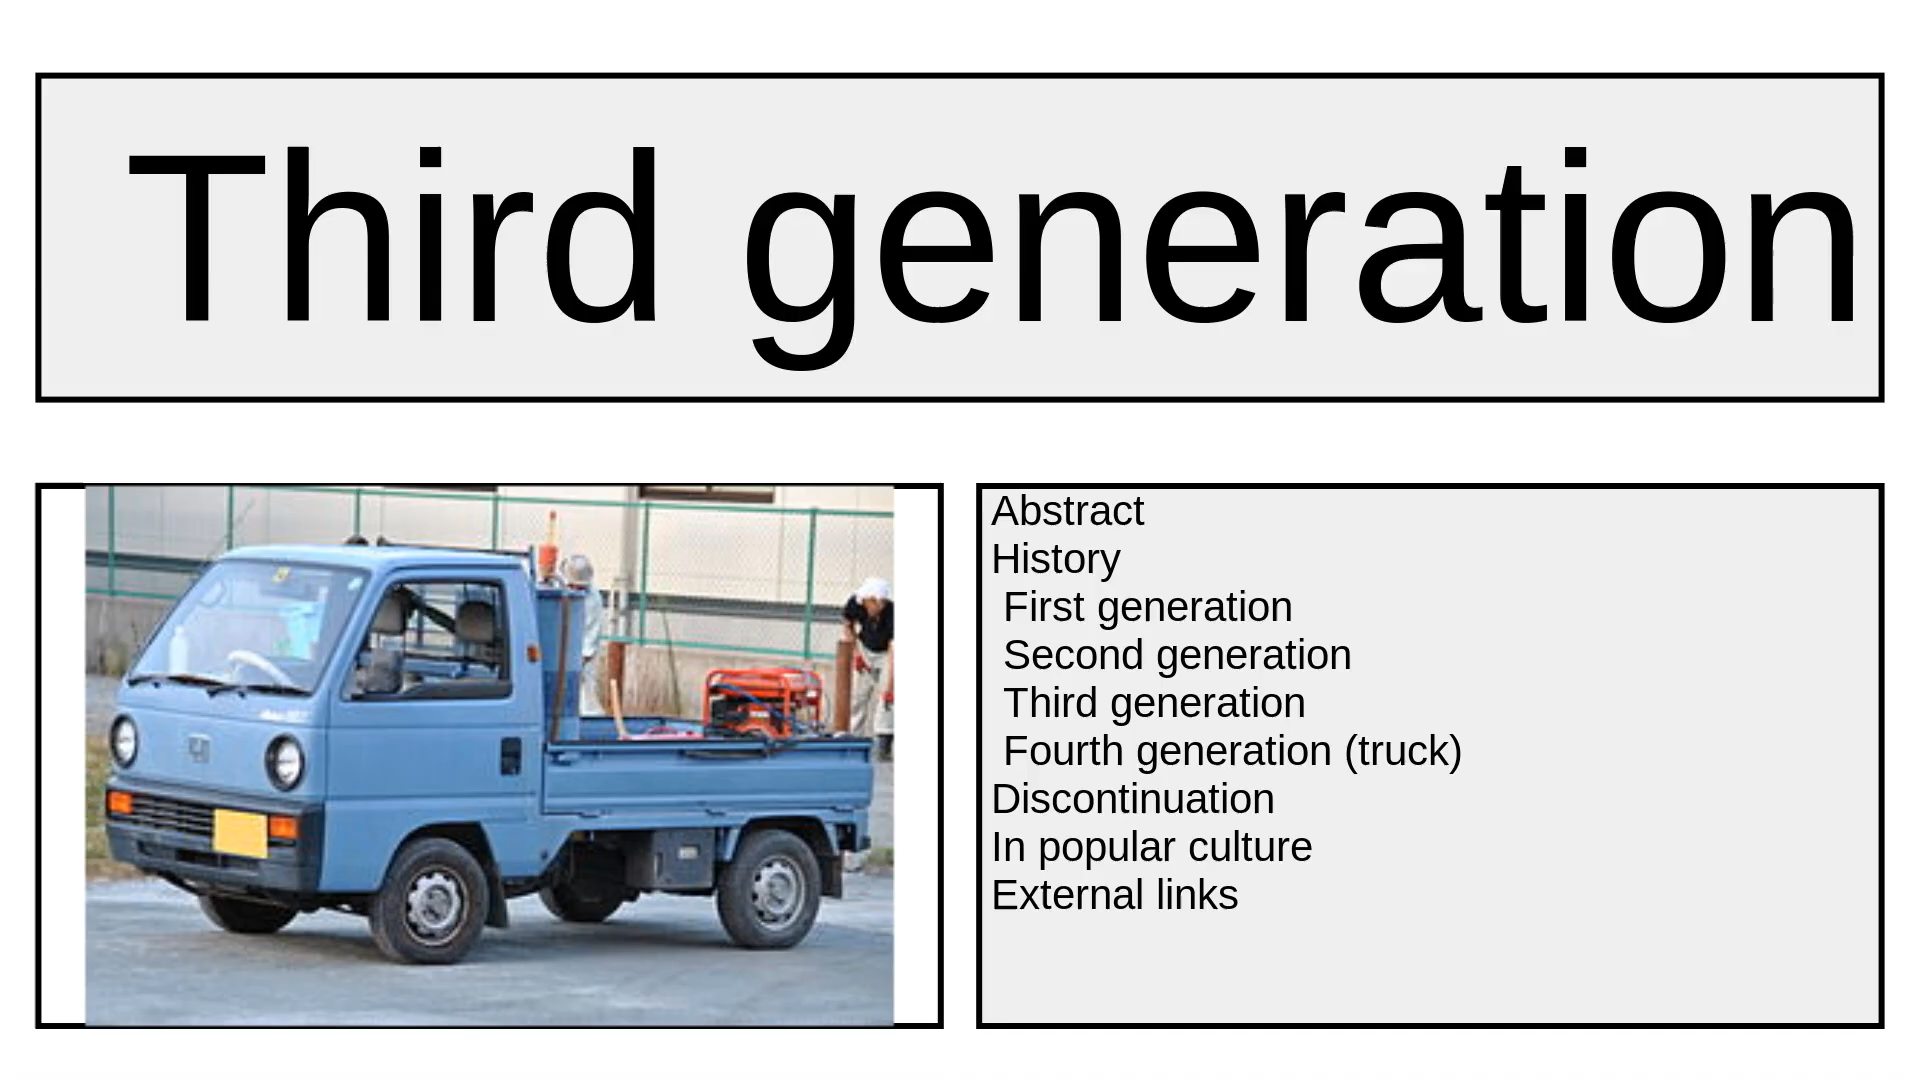 Third generation
Abstract
History
First generation
Second generation
Third generation
Fourth generation (truck)
Discontinuation
In popular culture
External links